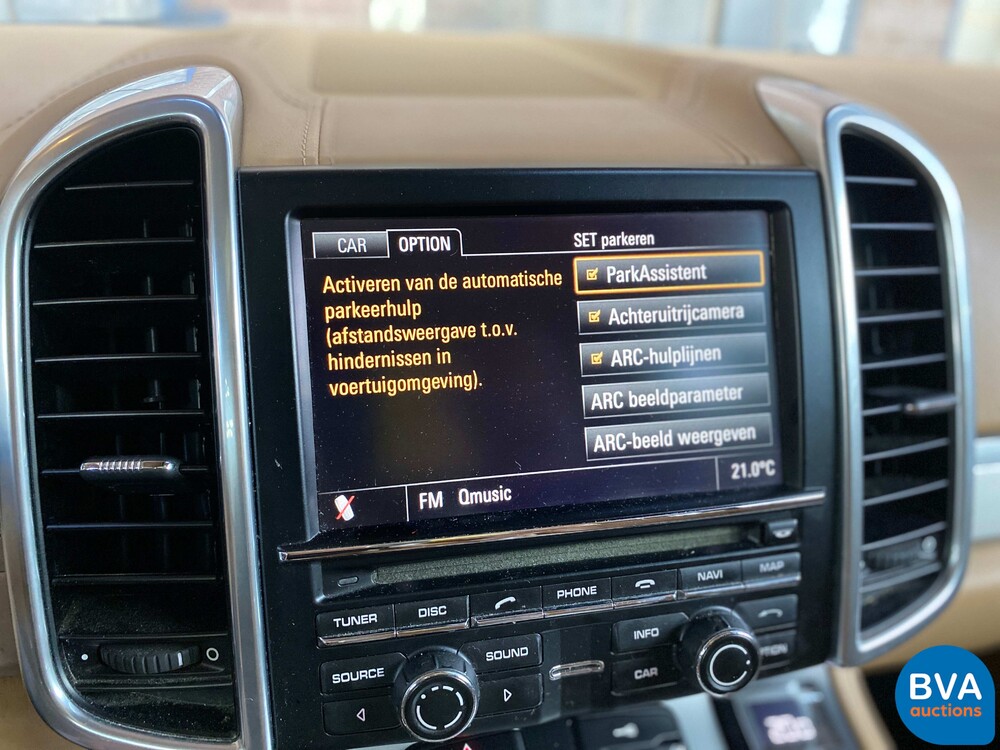 CAR OPTION SET parkeren
Activeren van de automatische
parkeerhulp
(afstandsweergave t.o.v.
hindernissen in
voertuigomgeving).
ParkAssistent
Achteruitrijcamera
ARC-hulplijnen
ARC beeldparameter
ARC-beeld weergeven
FM Qmusic 21.0°C
TUNER DISC PHONE NAVI MAP
SOURCE SOUND INFO
CAR
BVA
auctions